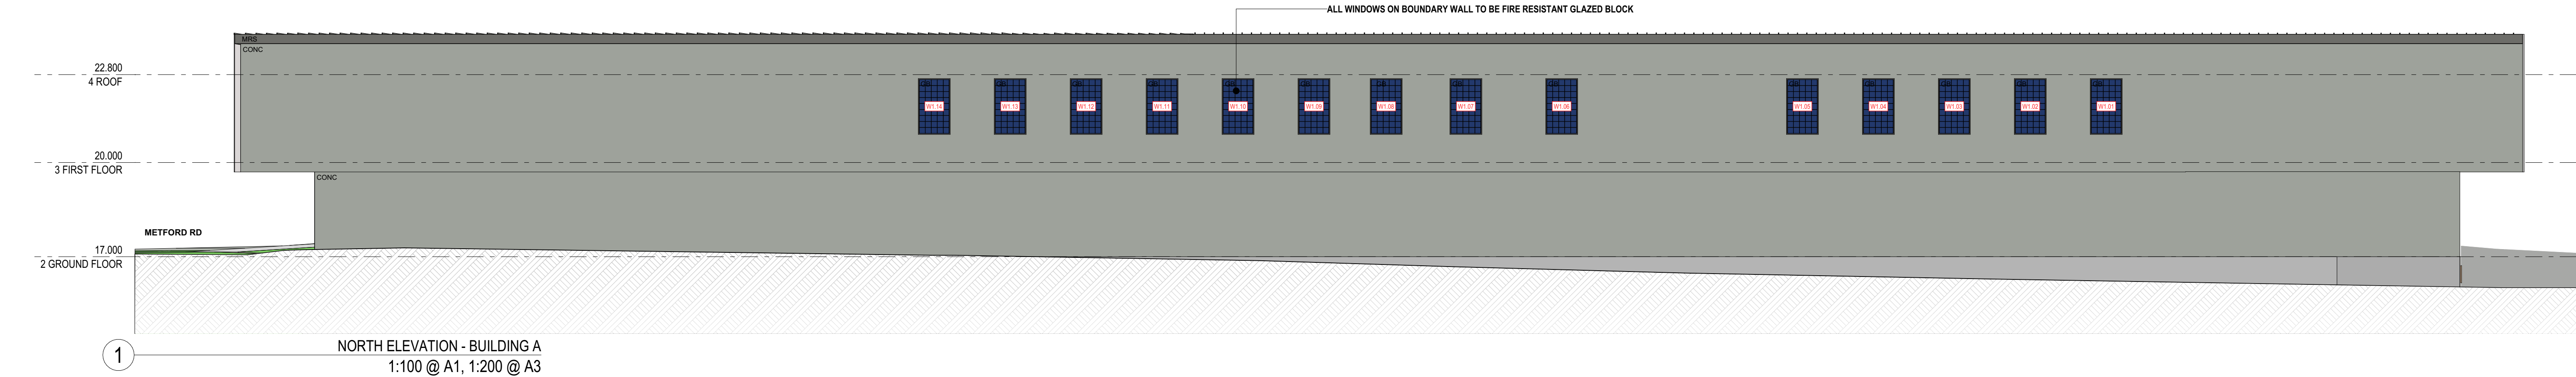 ALL WINDOWS ON BOUNDARY WALL TO BE FIRE RESISTANT GLAZED BLOCK
MRS
CONC
22.800
4 ROOF
W1.14
W1.13
W1.12
W1.11
W1.10
W1.09
W1.08
W1.07
W1.06
W1.05
W1.04
W1.03
W1.02
W1.01
20.000
3 FIRST FLOOR
CONC
METFORD RD
17.000
2 GROUND FLOOR
1
NORTH ELEVATION - BUILDING A
1:100 @ A1, 1:200 @ A3